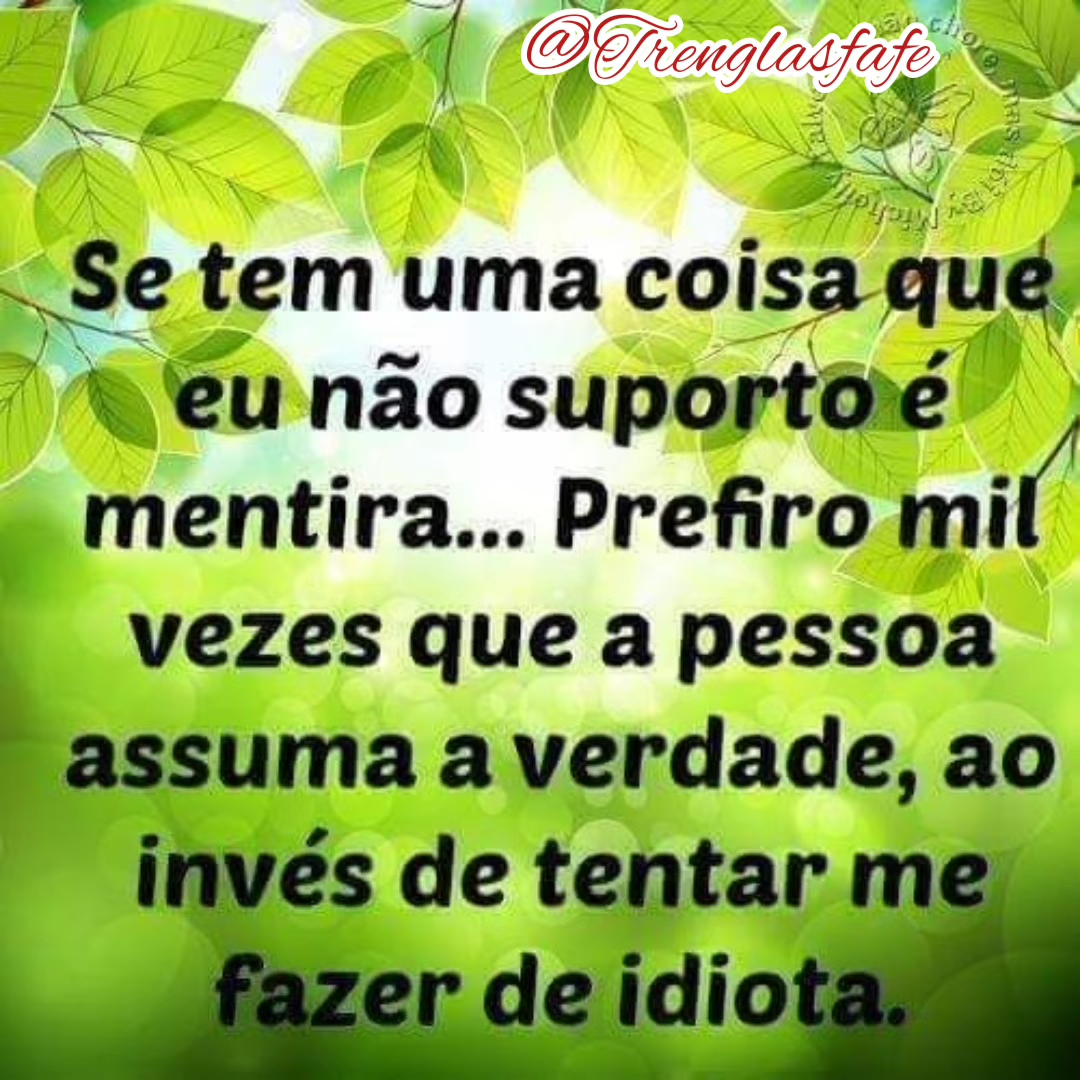 @Trenglasfafe
Se tem uma coisa que
eu não suporto é
mentira... Prefiro mil
vezes que a pessoa
assuma a verdade, ao
invés de tentar me
fazer de idiota.